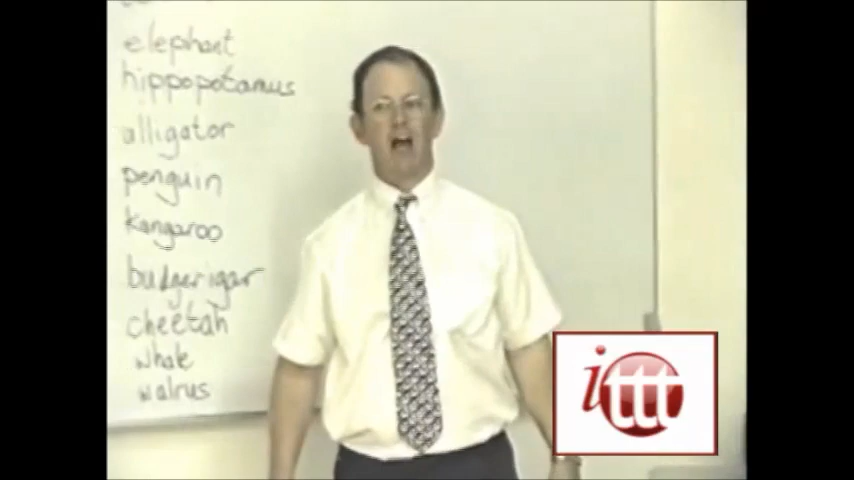 elephant
hippopotamus
alligator
penguin
kangaroo
budgerigar
cheetah
whale
walrus
ittt